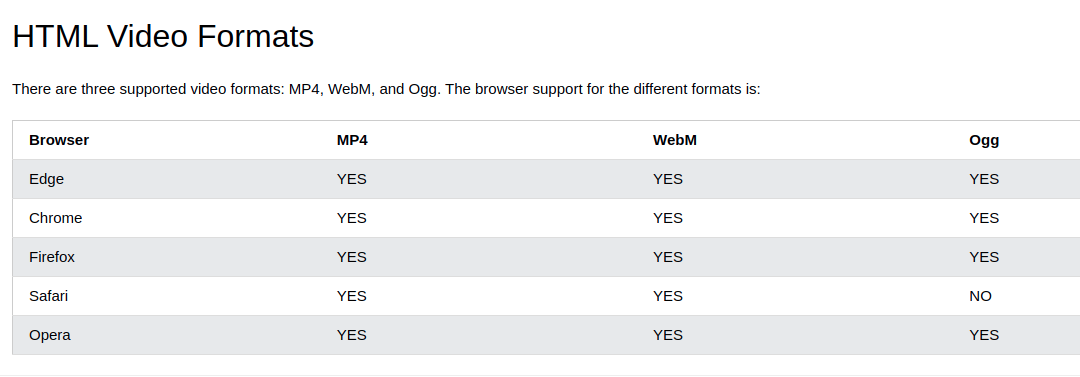 HTML Video Formats
There are three supported video formats: MP4, WebM, and Ogg. The browser support for the different formats is:
Browser MP4 WebM Ogg
Edge YES YES YES
Chrome YES YES YES
Firefox YES YES YES
Safari YES YES NO
Opera YES YES YES